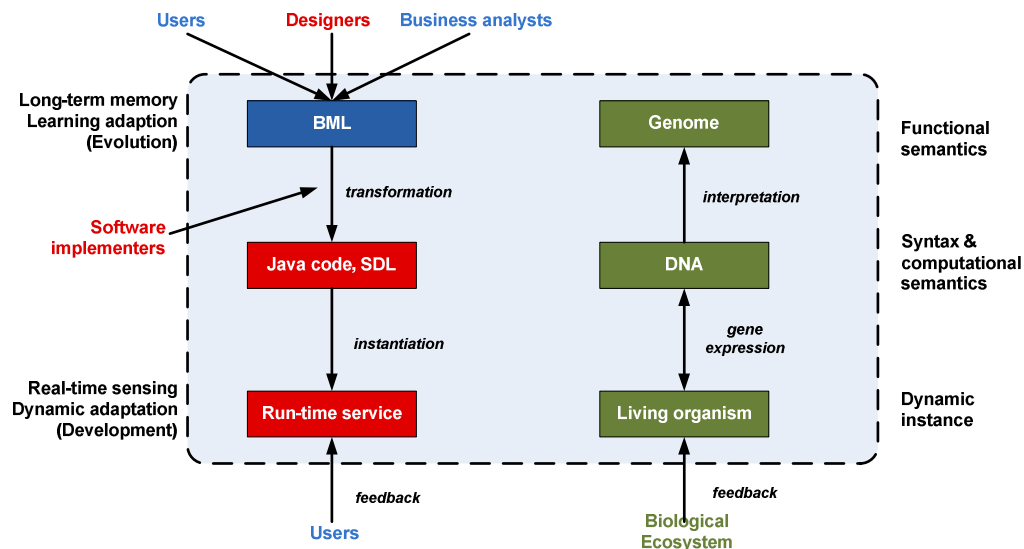 Users
Designers
Business analysts
Long-term memory
Learning adaption
(Evolution)
BML
Genome
Functional
semantics
transformation
interpretation
Software
implementers
Java code, SDL
DNA
Syntax &
computational
semantics
instantiation
gene
expression
Real-time sensing
Dynamic adaptation
(Development)
Run-time service
Living organism
Dynamic
instance
feedback
feedback
Users
Biological
Ecosystem